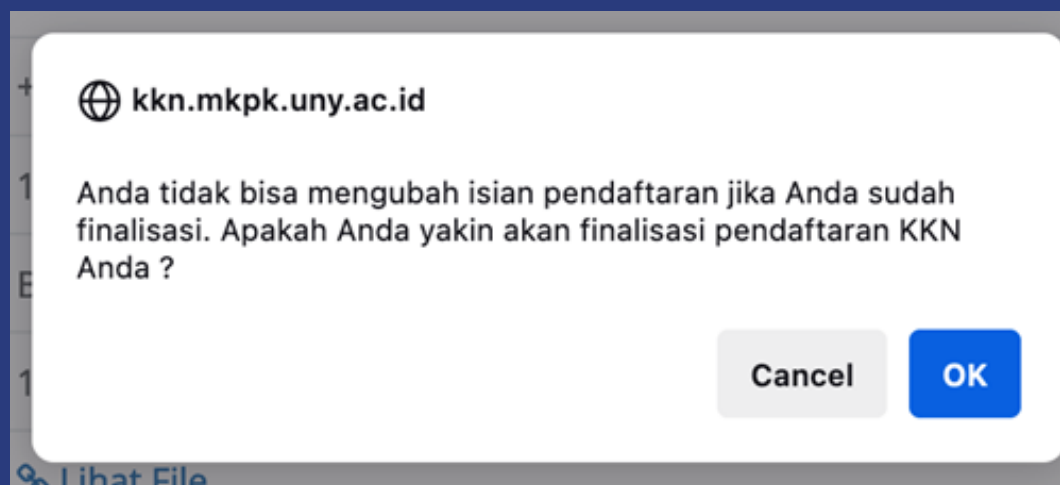 kkn.mkpk.uny.ac.id
Anda tidak bisa mengubah isian pendaftaran jika Anda sudah
finalisasi. Apakah Anda yakin akan finalisasi pendaftaran KKN
Anda ?
Cancel
OK
Lihat File